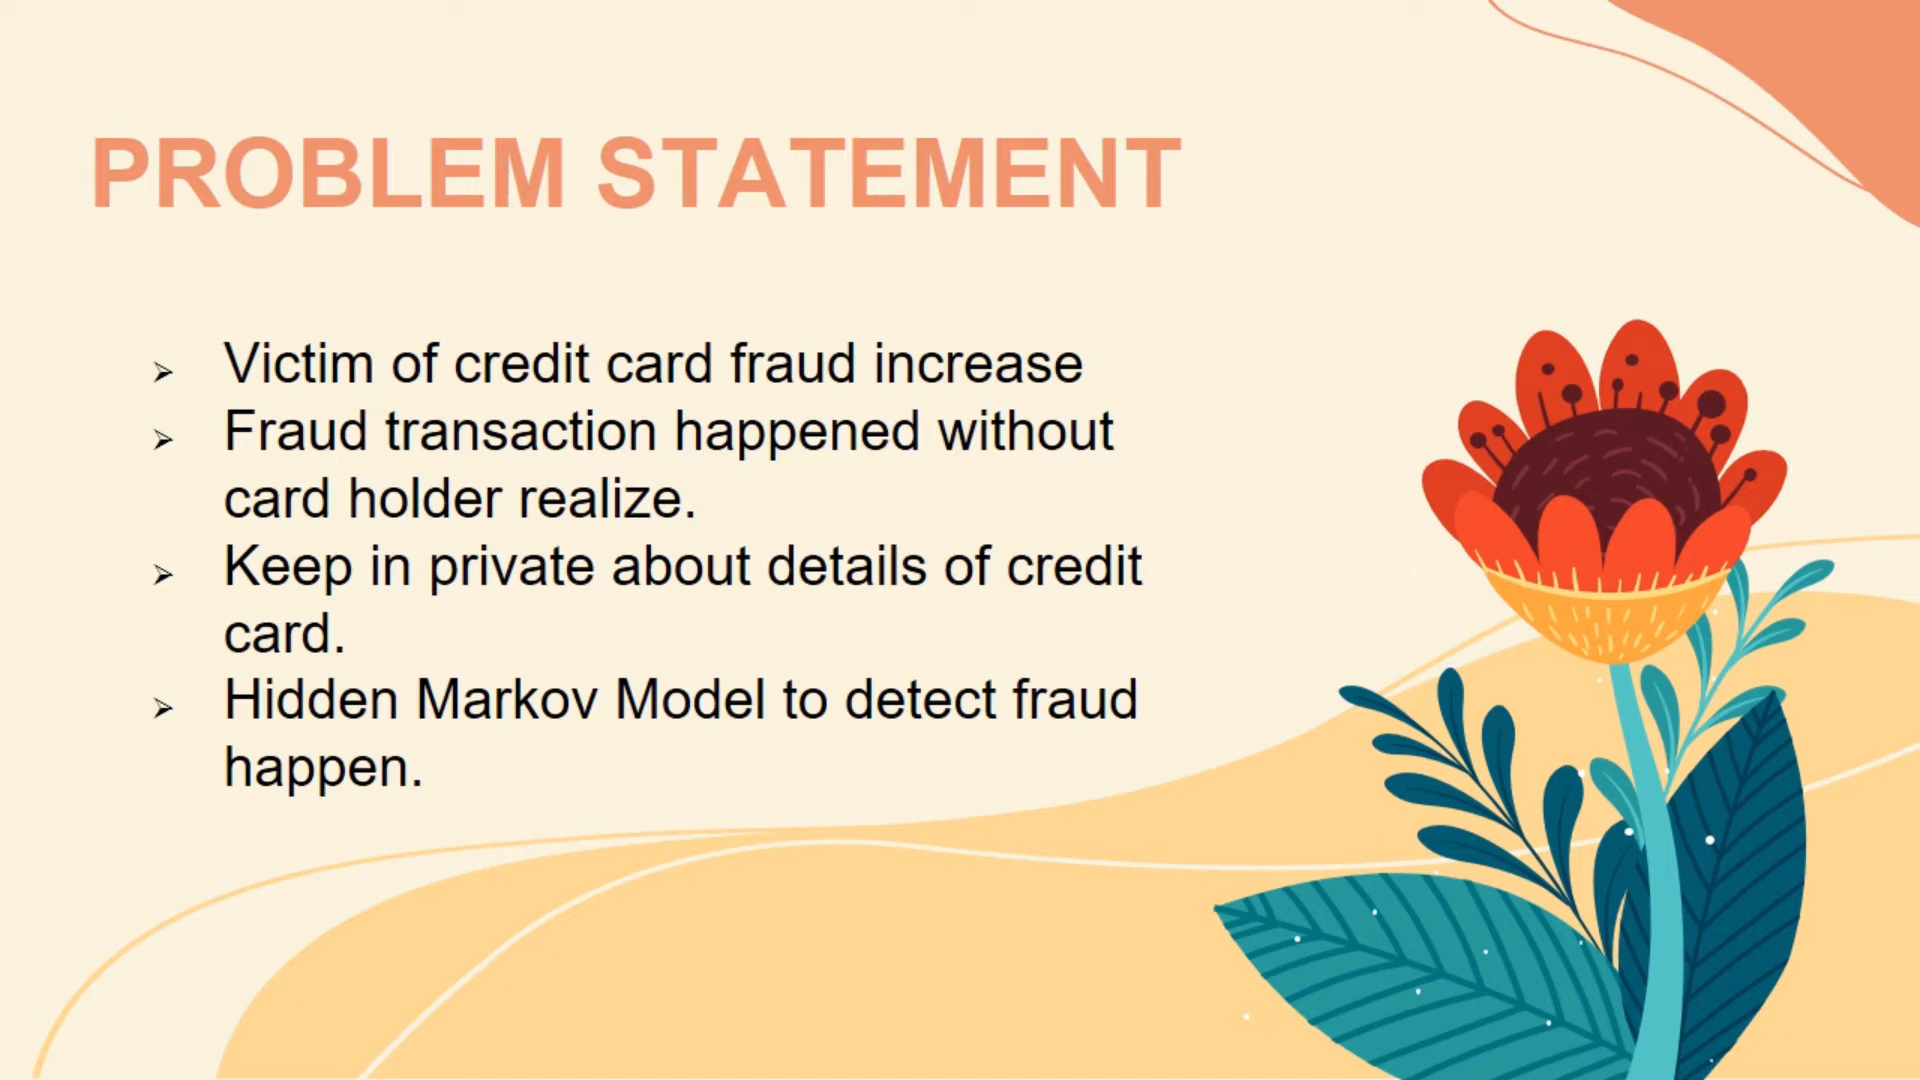 PROBLEM STATEMENT
➢ Victim of credit card fraud increase
➢ Fraud transaction happened without
card holder realize.
➢ Keep in private about details of credit
card.
➢ Hidden Markov Model to detect fraud
happen.